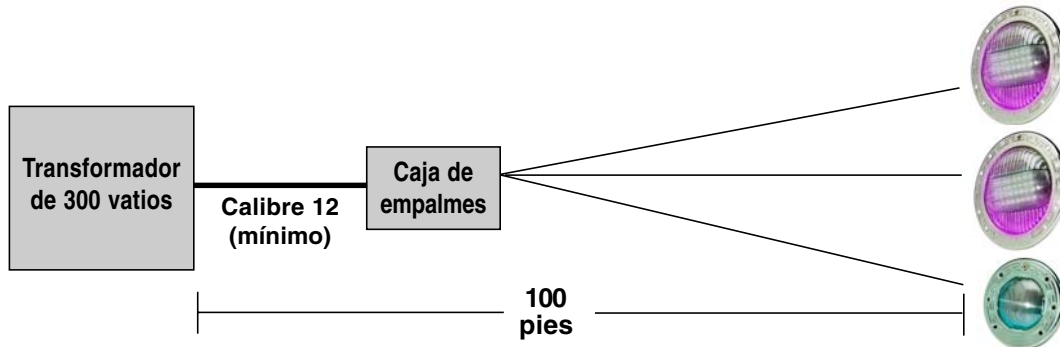 Transformador
de 300 vatios
Calibre 12
(mínimo)
Caja de
empalmes
100
pies